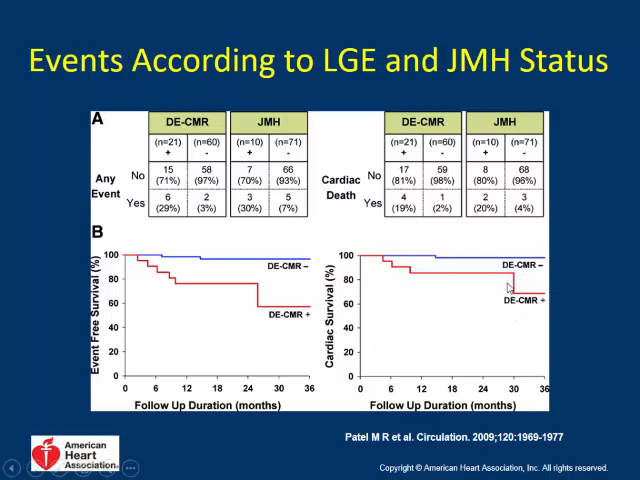 Events According to LGE and JMH Status
A
DE-CMR JMH DE-CMR JMH
(n=21) (n=60) (n=10) (n=71) (n=21) (n=60) (n=10) (n=71)
+ - + - + - + -
Any Event
No 15 (71%) 58 (97%) 7 (70%) 66 (93%)
Yes 6 (29%) 2 (3%) 3 (30%) 5 (7%)
Cardiac Death
No 17 (81%) 59 (98%) 8 (80%) 68 (96%)
Yes 4 (19%) 1 (2%) 2 (20%) 3 (4%)
B
Event Free Survival (%)
100
80
60
40
20
0
DE-CMR –
DE-CMR +
0 6 12 18 24 30 36
Follow Up Duration (months)
Cardiac Survival (%)
100
80
60
40
20
0
DE-CMR –
DE-CMR +
0 6 12 18 24 30 36
Follow Up Duration (months)
Patel M R et al. Circulation. 2009;120:1969-1977
American
Heart
Association
Copyright © American Heart Association, Inc. All rights reserved.